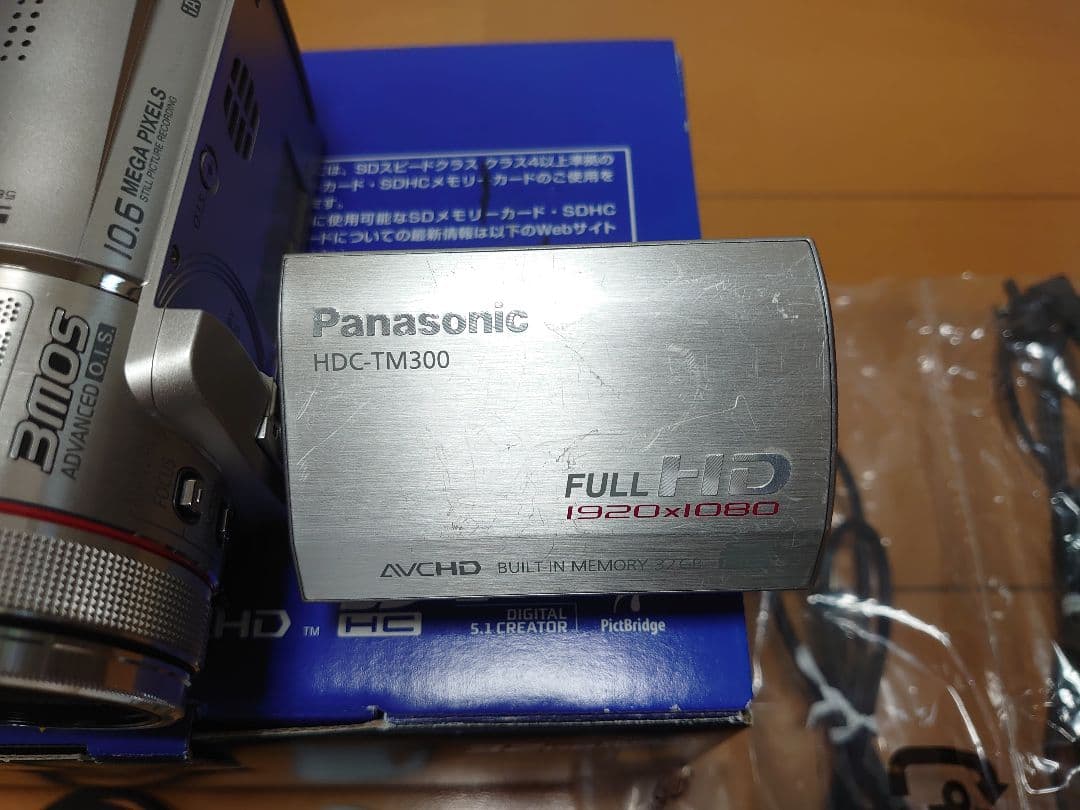 iA
10.6 MEGA PIXELS
STILL PICTURE RECORDING
3MOS
ADVANCED O.I.S.
FOCUS
は、SDスピードクラス クラス4以上準拠の
カード・SDHCメモリーカードのご使用を
す。
に使用可能なSDメモリーカード・SDHC
ードについての最新情報は以下のWebサイト
Panasonic
HDC-TM300
FULL HD
1920x1080
AVCHD BUILT-IN MEMORY 32GB
HD TM
HC
DIGITAL
5.1 CREATOR
PictBridge